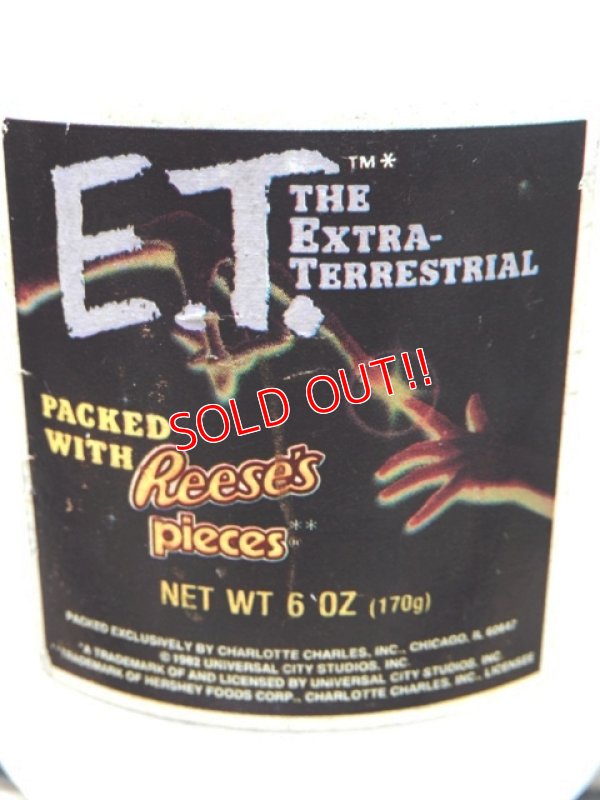 E.T. TM*
THE
EXTRA-
TERRESTRIAL
SOLD OUT!!
PACKED
WITH
Reese's
pieces**
NET WT 6 OZ (170g)
PACKED EXCLUSIVELY BY CHARLOTTE CHARLES, INC., CHICAGO, IL 60647
© 1982 UNIVERSAL CITY STUDIOS, INC.
*A TRADEMARK OF AND LICENSED BY UNIVERSAL CITY STUDIOS, INC.
**TRADEMARK OF HERSHEY FOODS CORP., CHARLOTTE CHARLES, INC., LICENSEE